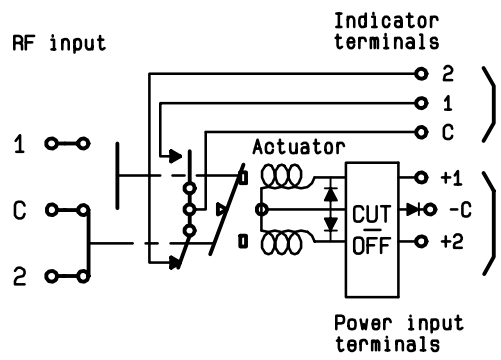 Indicator
terminals
RF input
2
1
C
Actuator
1
+1
C
CUT
OFF
-C
+2
2
Power input
terminals